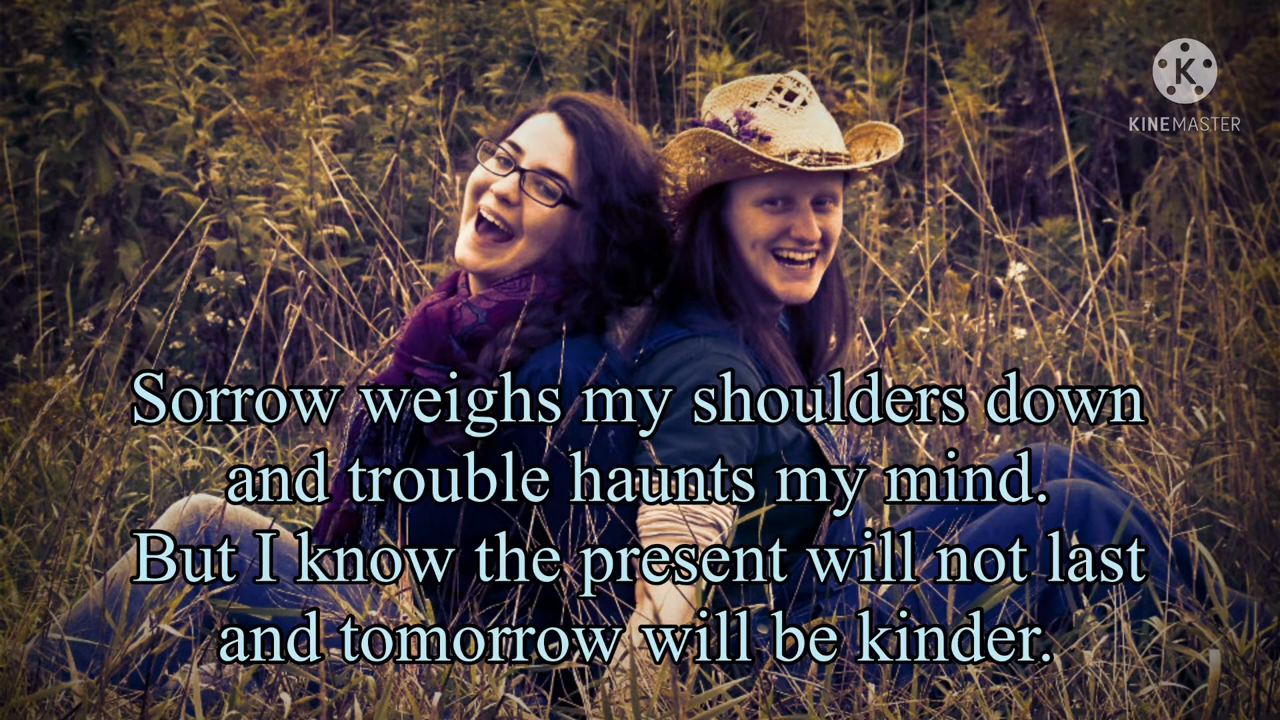 K
KINEMASTER
Sorrow weighs my shoulders down
and trouble haunts my mind.
But I know the present will not last
and tomorrow will be kinder.